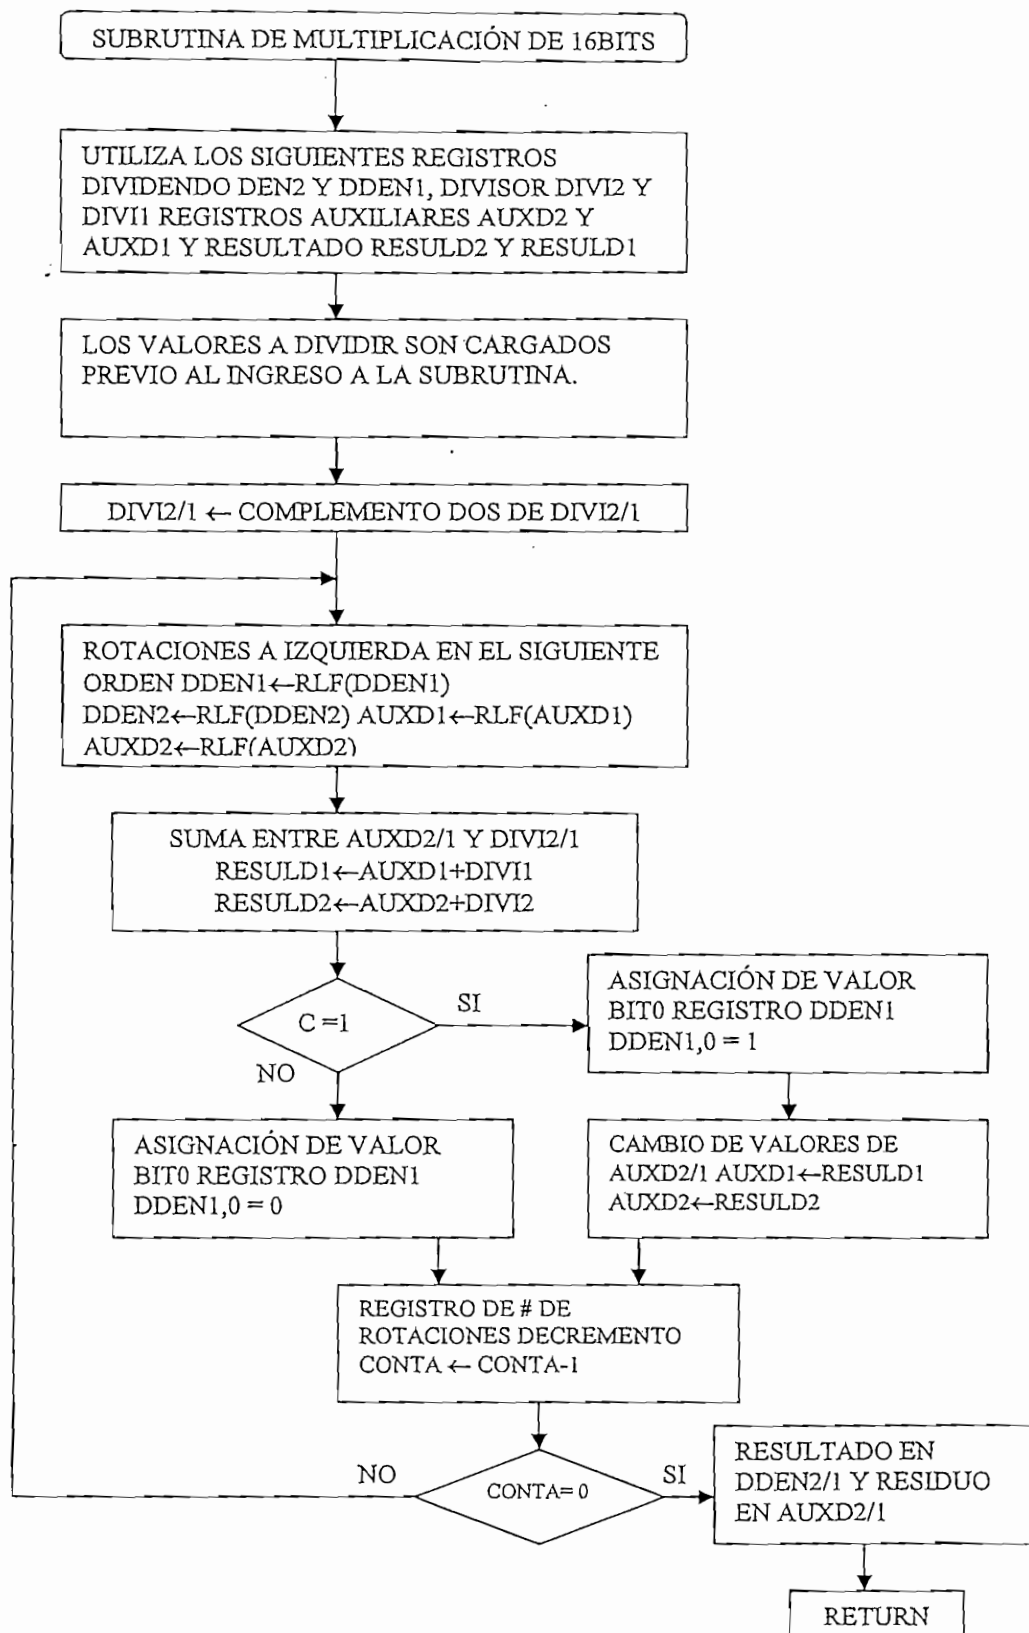 SUBRUTINA DE MULTIPLICACIÓN DE 16BITS
UTILIZA LOS SIGUIENTES REGISTROS
DIVIDENDO DEN2 Y DDEN1, DIVISOR DIVI2 Y
DIVI1 REGISTROS AUXILIARES AUXD2 Y
AUXD1 Y RESULTADO RESULD2 Y RESULD1
LOS VALORES A DIVIDIR SON CARGADOS
PREVIO AL INGRESO A LA SUBRUTINA.
DIVI2/1 ← COMPLEMENTO DOS DE DIVI2/1
ROTACIONES A IZQUIERDA EN EL SIGUIENTE
ORDEN DDEN1←RLF(DDEN1)
DDEN2←RLF(DDEN2) AUXD1←RLF(AUXD1)
AUXD2←RLF(AUXD2)
SUMA ENTRE AUXD2/1 Y DIVI2/1
RESULD1←AUXD1+DIVI1
RESULD2←AUXD2+DIVI2
C =1
SI
NO
ASIGNACIÓN DE VALOR
BIT0 REGISTRO DDEN1
DDEN1,0 = 1
ASIGNACIÓN DE VALOR
BIT0 REGISTRO DDEN1
DDEN1,0 = 0
CAMBIO DE VALORES DE
AUXD2/1 AUXD1←RESULD1
AUXD2←RESULD2
REGISTRO DE # DE
ROTACIONES DECREMENTO
CONTA ← CONTA-1
NO
CONTA= 0
SI
RESULTADO EN
DDEN2/1 Y RESIDUO
EN AUXD2/1
RETURN